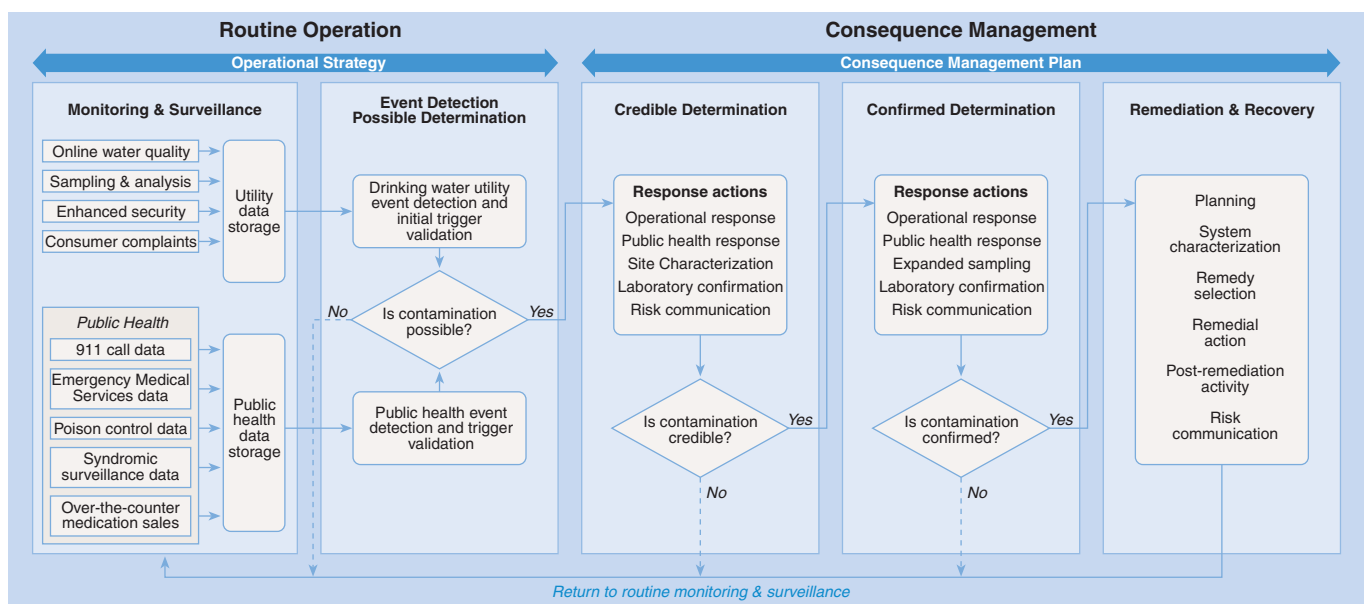 Routine Operation
Consequence Management
Operational Strategy
Consequence Management Plan
Monitoring & Surveillance
Online water quality
Sampling & analysis
Enhanced security
Consumer complaints
Utility
data
storage
Public Health
911 call data
Emergency Medical
Services data
Poison control data
Syndromic
surveillance data
Over-the-counter
medication sales
Public
health
data
storage
Event Detection
Possible Determination
Drinking water utility
event detection and
initial trigger
validation
No
Is contamination
possible?
Yes
Public health event
detection and trigger
validation
Credible Determination
Response actions
Operational response
Public health response
Site Characterization
Laboratory confirmation
Risk communication
Is contamination
credible?
Yes
No
Confirmed Determination
Response actions
Operational response
Public health response
Expanded sampling
Laboratory confirmation
Risk communication
Is contamination
confirmed?
Yes
No
Remediation & Recovery
Planning
System
characterization
Remedy
selection
Remedial
action
Post-remediation
activity
Risk
communication
Return to routine monitoring & surveillance